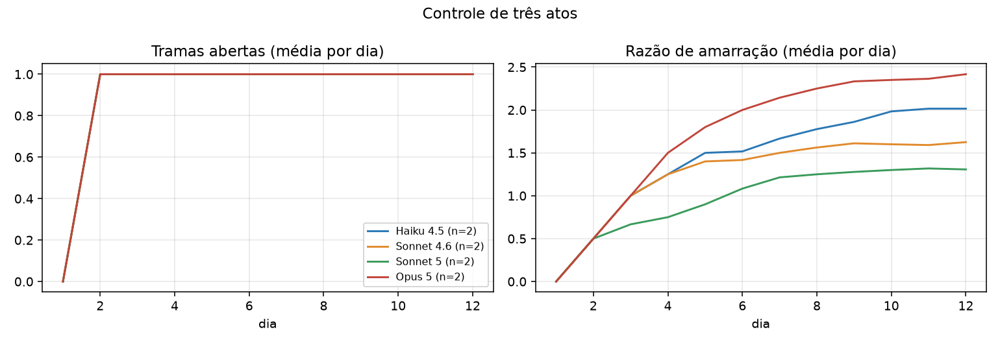 Controle de três atos
Tramas abertas (média por dia)
1.0
0.8
0.6
0.4
0.2
0.0
2 4 6 8 10 12
dia
Haiku 4.5 (n=2)
Sonnet 4.6 (n=2)
Sonnet 5 (n=2)
Opus 5 (n=2)
Razão de amarração (média por dia)
2.5
2.0
1.5
1.0
0.5
0.0
2 4 6 8 10 12
dia